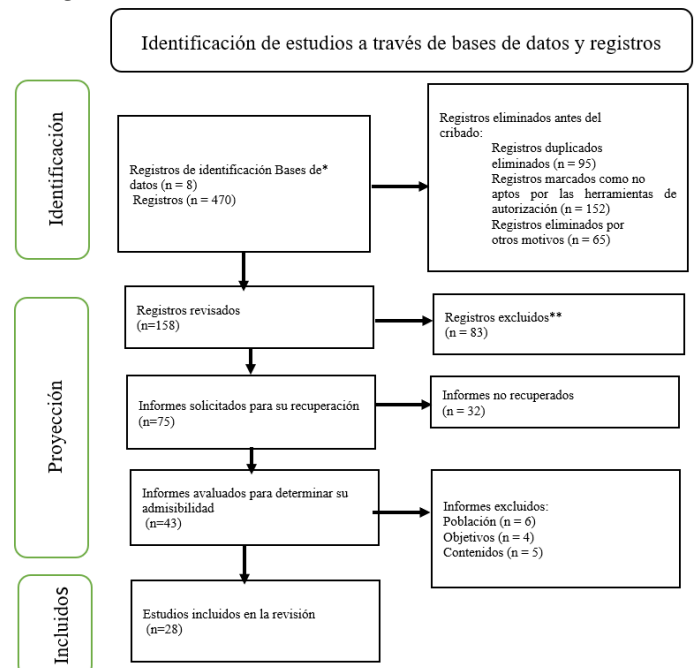 Identificación de estudios a través de bases de datos y registros
Identificación
Registros de identificación Bases de*
datos (n = 8)
Registros (n = 470)
Registros eliminados antes del
cribado:
Registros duplicados
eliminados (n = 95)
Registros marcados como no
aptos por las herramientas de
autorización (n = 152)
Registros eliminados por
otros motivos (n = 65)
Proyección
Registros revisados
(n=158)
Registros excluidos**
(n = 83)
Informes solicitados para su recuperación
(n=75)
Informes no recuperados
(n = 32)
Informes avaluados para determinar su
admisibilidad
(n=43)
Informes excluidos:
Población (n = 6)
Objetivos (n = 4)
Contenidos (n = 5)
Incluidos
Estudios incluidos en la revisión
(n=28)